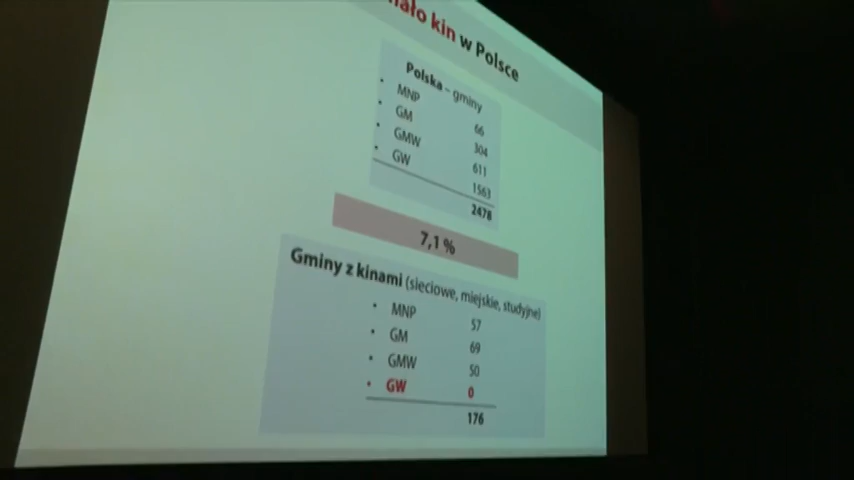 kin w Polsce
Polska – gminy
• MNP 66
• GM 304
• GMW 611
• GW 1563
2478
7,1 %
Gminy z kinami (sieciowe, miejskie, studyjne)
• MNP 57
• GM 69
• GMW 50
• GW 0
176